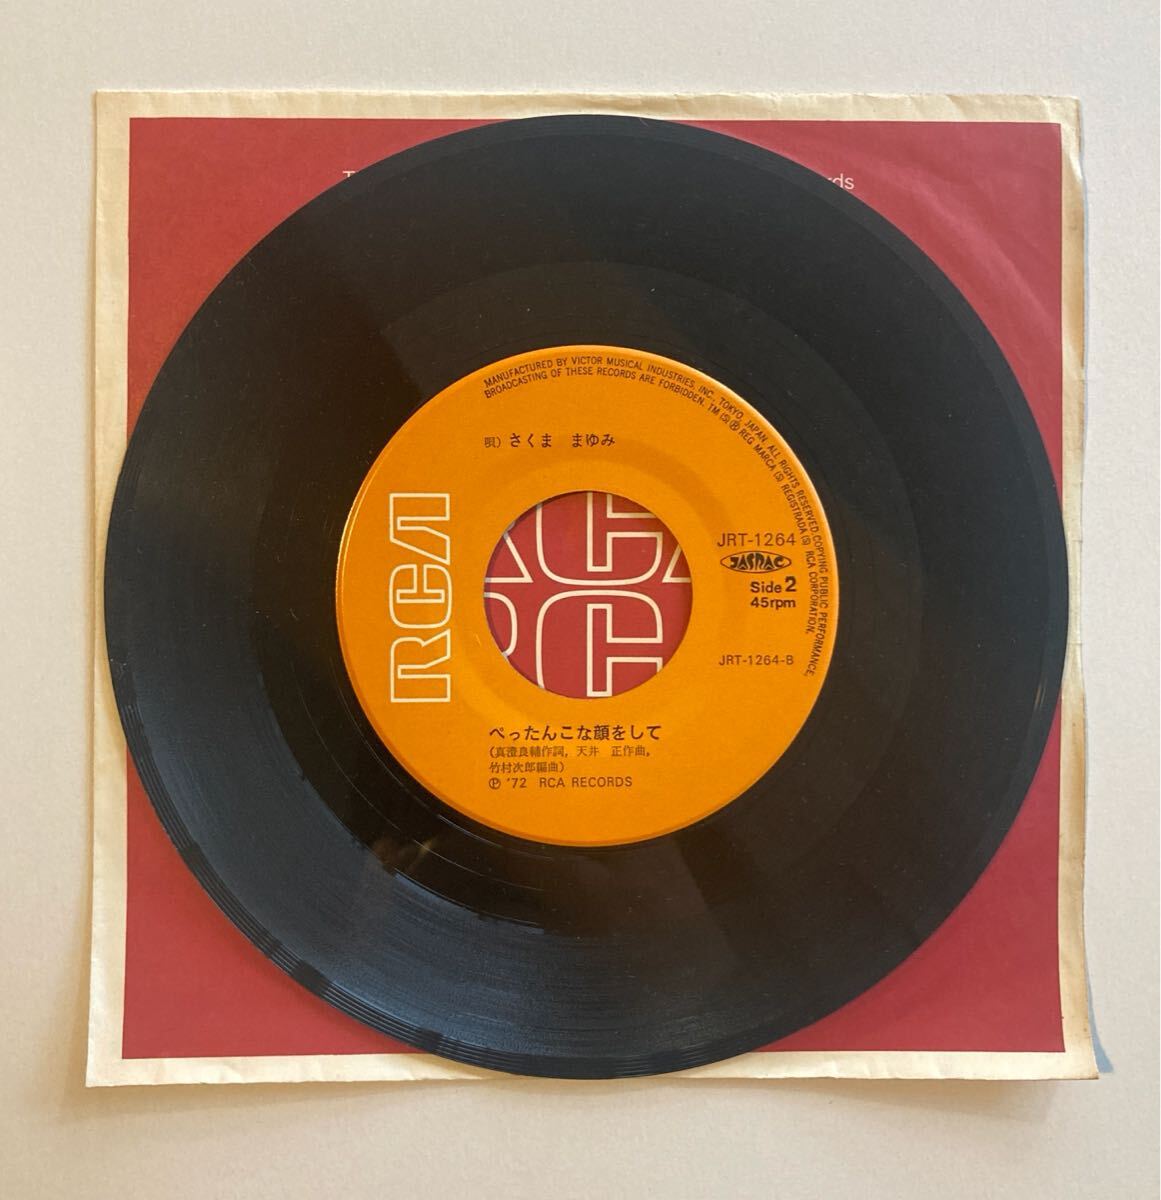 MANUFACTURED BY VICTOR MUSICAL INDUSTRIES, INC., TOKYO, JAPAN. ALL RIGHTS RESERVED; COPYING PUBLIC PERFORMANCE,
BROADCASTING OF THESE RECORDS ARE FORBIDDEN. TM (S) ® REG MARCA (S) REGISTRADA (S) RCA CORPORATION.
唄) さくま まゆみ
RCA
JRT-1264
JASRAC
Side 2
45rpm
JRT-1264-B
ぺったんこな顔をして
(真澄良輔作詞, 天井 正作曲,
竹村次郎編曲)
Ⓟ '72 RCA RECORDS